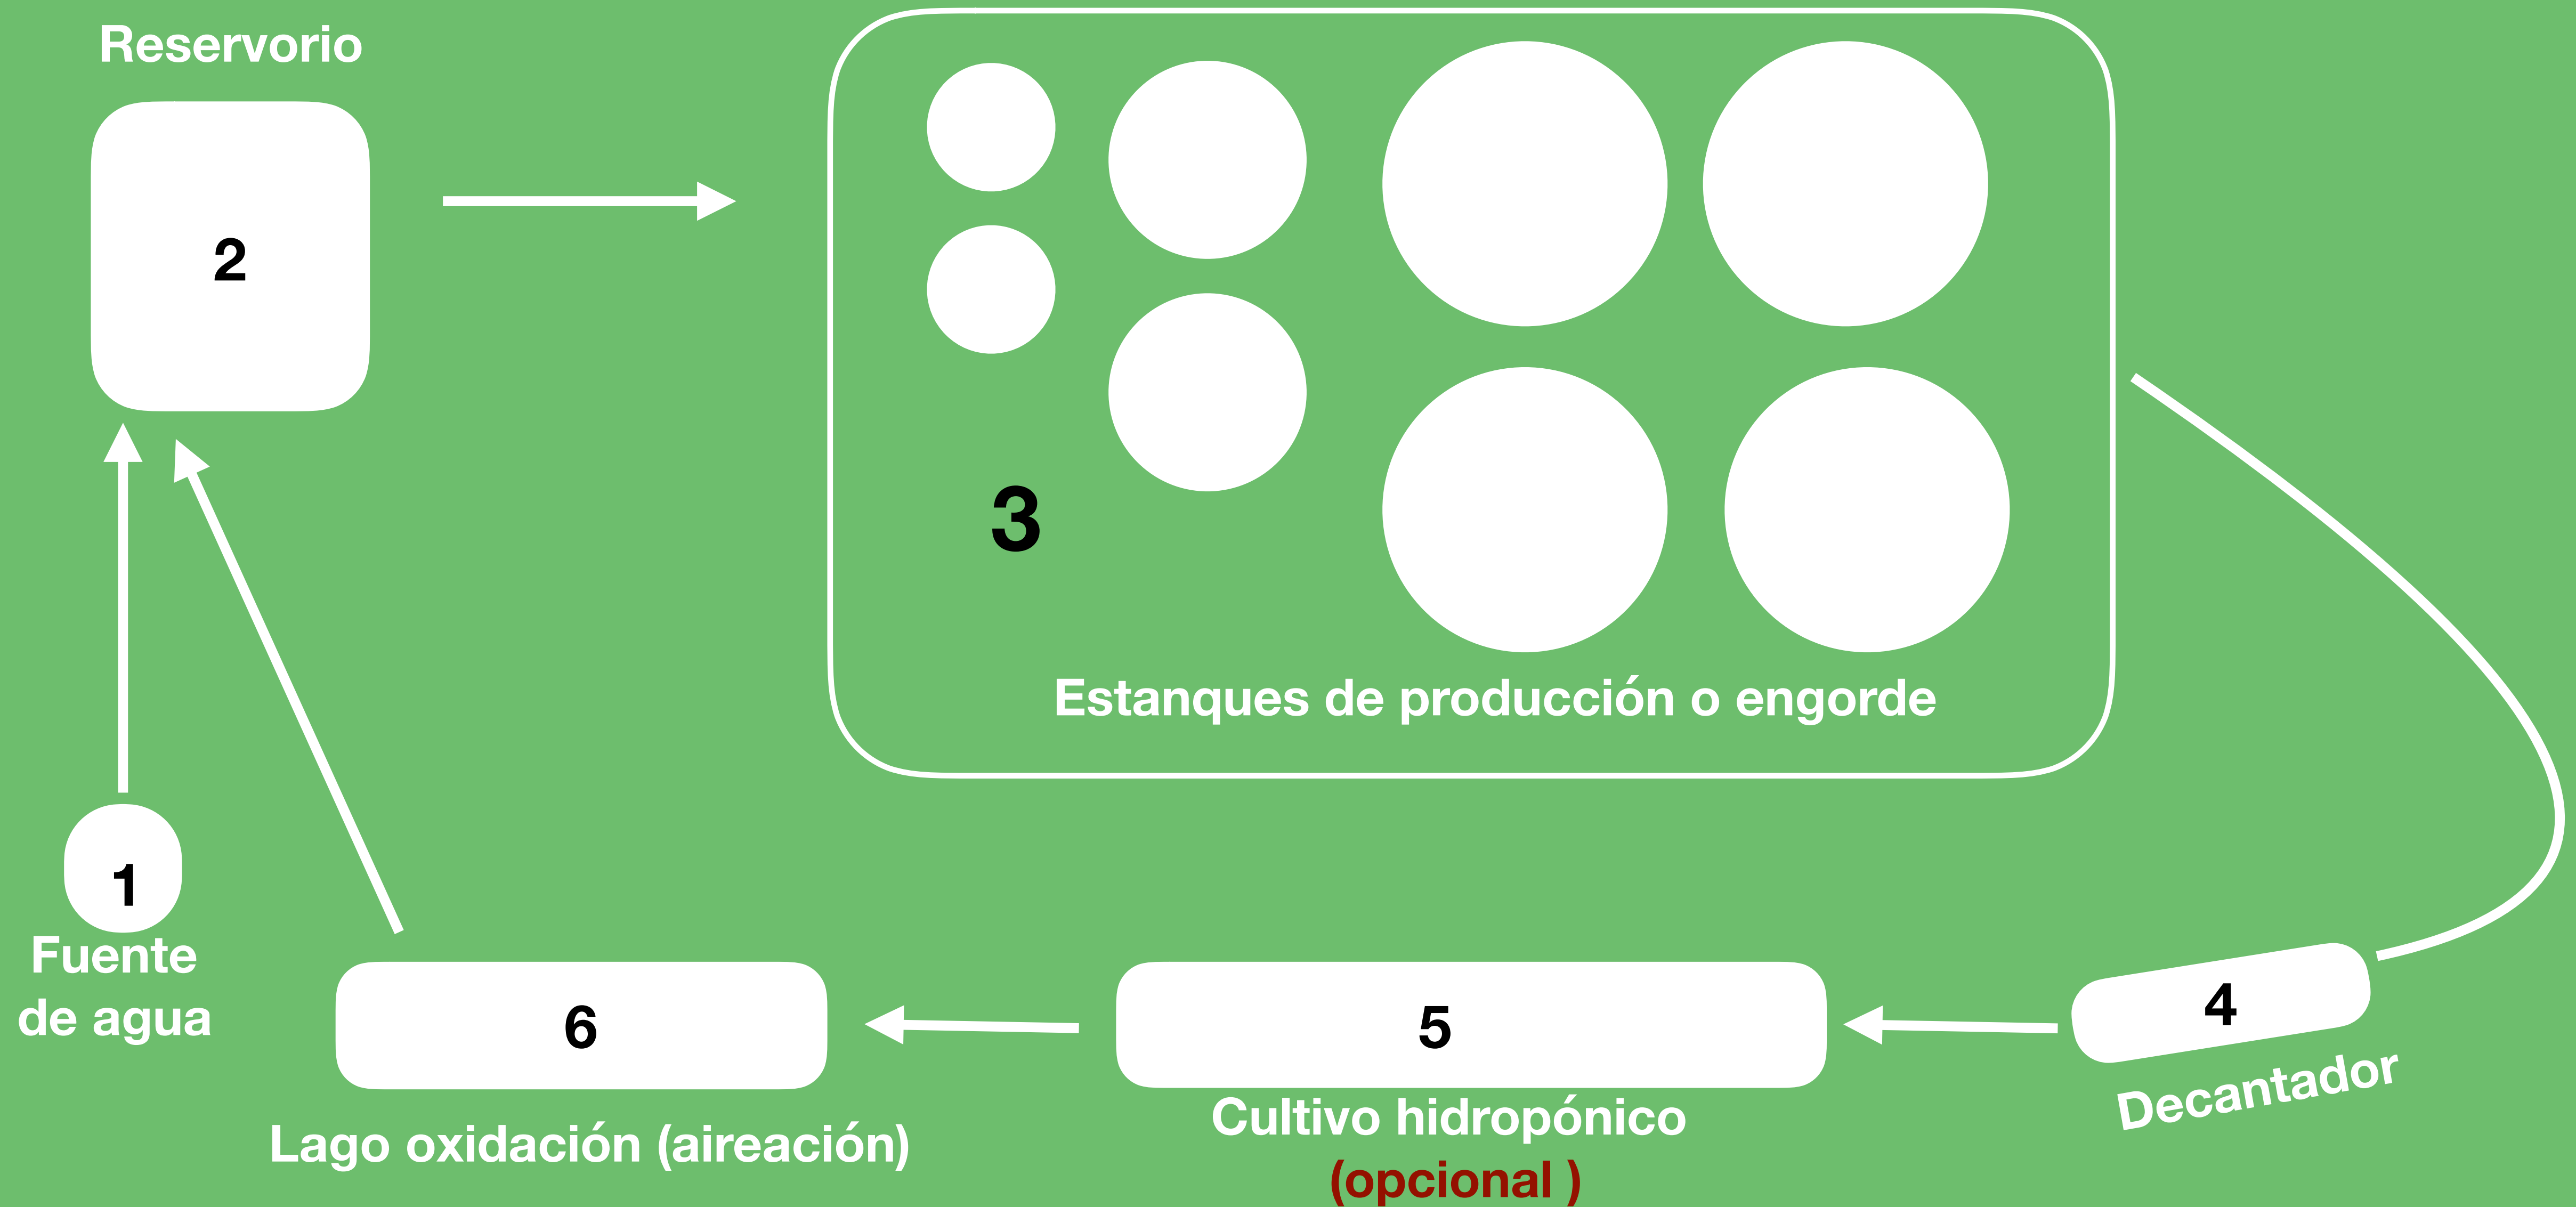 Reservorio
2
3
Estanques de producción o engorde
1
Fuente
de agua
6
Lago oxidación (aireación)
5
Cultivo hidropónico
(opcional )
4
Decantador